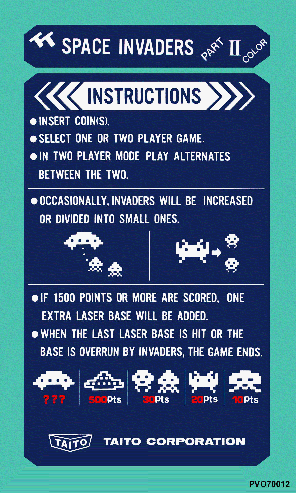 SPACE INVADERS PART II COLOR
INSTRUCTIONS
●INSERT COIN(S).
●SELECT ONE OR TWO PLAYER GAME.
●IN TWO PLAYER MODE PLAY ALTERNATES
BETWEEN THE TWO.
●OCCASIONALLY, INVADERS WILL BE INCREASED
OR DIVIDED INTO SMALL ONES.
●IF 1500 POINTS OR MORE ARE SCORED, ONE
EXTRA LASER BASE WILL BE ADDED.
●WHEN THE LAST LASER BASE IS HIT OR THE
BASE IS OVERRUN BY INVADERS, THE GAME ENDS.
??? 500Pts 30Pts 20Pts 10Pts
TAITO TAITO CORPORATION
PVO70012